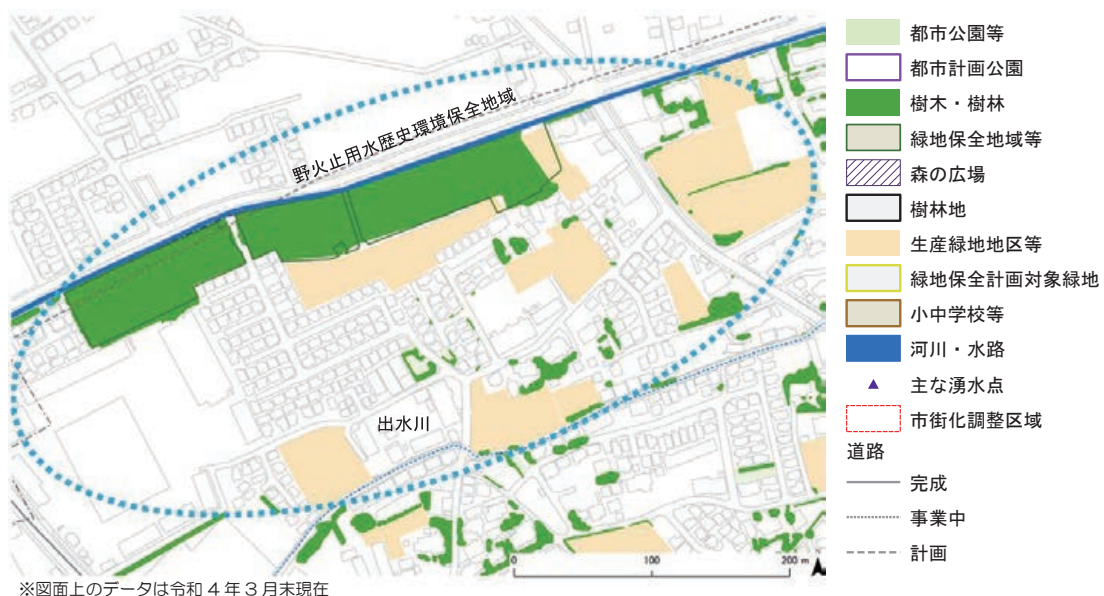 野火止用水歴史環境保全地域
出水川
0 100 200 m
※図面上のデータは令和 4 年 3 月末現在
都市公園等
都市計画公園
樹木・樹林
緑地保全地域等
森の広場
樹林地
生産緑地地区等
緑地保全計画対象緑地
小中学校等
河川・水路
主な湧水点
市街化調整区域
道路
完成
事業中
計画